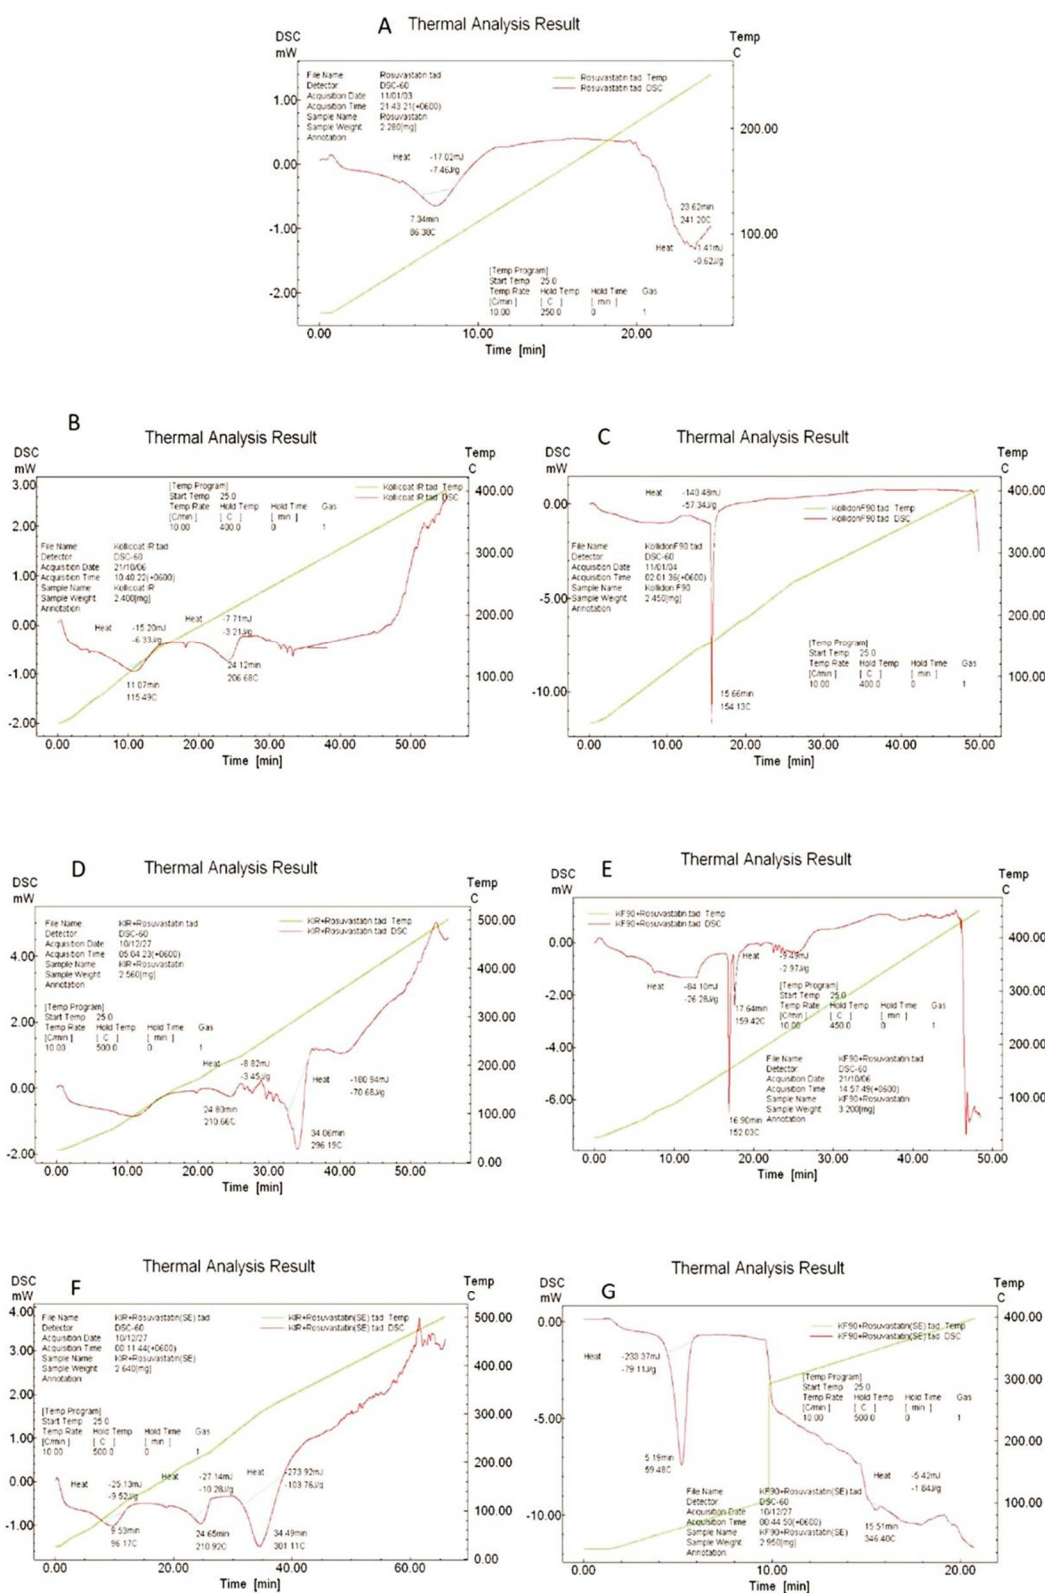 A
Thermal Analysis Result
DSC
mW
Temp
C
File Name Rosuvastatin.tad
Detector DSC-60
Acquisition Date 11/01/03
Acquisition Time 21:43:21(+0600)
Sample Name Rosuvastatin
Sample Weight 2.280[mg]
Annotation
Rosuvastatin.tad Temp
Rosuvastatin.tad DSC
1.00
0.00
-1.00
-2.00
200.00
100.00
Heat -17.02mJ
-7.46J/g
7.34min
86.38C
23.62min
241.20C
Heat -1.41mJ
-0.62J/g
[Temp Program]
Start Temp 25.0
Temp Rate Hold Temp Hold Time Gas
[C/min ] [ C ] [ min ]
10.00 250.0 0 1
0.00 10.00 20.00
Time [min]
B
Thermal Analysis Result
DSC
mW
Temp
C
[Temp Program]
Start Temp 25.0
Temp Rate Hold Temp Hold Time Gas
[C/min ] [ C ] [ min ]
10.00 400.0 0 1
Kollicoat IR.tad Temp
Kollicoat IR.tad DSC
File Name Kollicoat IR.tad
Detector DSC-60
Acquisition Date 21/10/06
Acquisition Time 10:40:22(+0600)
Sample Name Kollicoat IR
Sample Weight 2.400[mg]
Annotation
3.00
2.00
1.00
0.00
-1.00
-2.00
400.00
300.00
200.00
100.00
Heat -15.20mJ
-6.33J/g
11.07min
115.49C
Heat -7.71mJ
-3.21J/g
24.12min
206.68C
0.00 10.00 20.00 30.00 40.00 50.00
Time [min]
C
Thermal Analysis Result
DSC
mW
Temp
C
Heat -140.48mJ
-57.34J/g
KollidonF90.tad Temp
KollidonF90.tad DSC
File Name KollidonF90.tad
Detector DSC-60
Acquisition Date 11/01/04
Acquisition Time 02:01:36(+0600)
Sample Name Kollidon F90
Sample Weight 2.450[mg]
Annotation
0.00
-5.00
-10.00
400.00
300.00
200.00
100.00
[Temp Program]
Start Temp 25.0
Temp Rate Hold Temp Hold Time Gas
[C/min ] [ C ] [ min ]
10.00 400.0 0 1
15.66min
154.13C
0.00 10.00 20.00 30.00 40.00 50.00
Time [min]
D
Thermal Analysis Result
DSC
mW
Temp
C
File Name KIR+Rosuvastatin.tad
Detector DSC-60
Acquisition Date 10/12/27
Acquisition Time 05:04:23(+0600)
Sample Name KIR+Rosuvastatin
Sample Weight 2.560[mg]
Annotation
KIR+Rosuvastatin.tad Temp
KIR+Rosuvastatin.tad DSC
[Temp Program]
Start Temp 25.0
Temp Rate Hold Temp Hold Time Gas
[C/min ] [ C ] [ min ]
10.00 500.0 0 1
4.00
2.00
0.00
-2.00
500.00
400.00
300.00
200.00
100.00
0.00
Heat -8.82mJ
-3.45J/g
24.80min
210.66C
Heat -180.94mJ
-70.68J/g
34.06min
296.19C
0.00 10.00 20.00 30.00 40.00 50.00
Time [min]
E
Thermal Analysis Result
DSC
mW
Temp
C
KF90+Rosuvastatin.tad Temp
KF90+Rosuvastatin.tad DSC
0.00
-2.00
-4.00
-6.00
400.00
300.00
200.00
100.00
Heat -84.10mJ
-26.28J/g
Heat -9.49mJ
-2.97J/g
17.64min
159.42C
[Temp Program]
Start Temp 25.0
Temp Rate Hold Temp Hold Time Gas
[C/min ] [ C ] [ min ]
10.00 450.0 0 1
File Name KF90+Rosuvastatin.tad
Detector DSC-60
Acquisition Date 21/10/06
Acquisition Time 14:57:49(+0600)
Sample Name KF90+Rosuvastatin
Sample Weight 3.200[mg]
Annotation
16.90min
152.03C
0.00 10.00 20.00 30.00 40.00 50.00
Time [min]
F
Thermal Analysis Result
DSC
mW
Temp
C
File Name KIR+Rosuvastatin(SE).tad
Detector DSC-60
Acquisition Date 10/12/27
Acquisition Time 00:11:44(+0600)
Sample Name KIR+Rosuvastatin(SE)
Sample Weight 2.640[mg]
Annotation
KIR+Rosuvastatin(SE).tad Temp
KIR+Rosuvastatin(SE).tad DSC
[Temp Program]
Start Temp 25.0
Temp Rate Hold Temp Hold Time Gas
[C/min ] [ C ] [ min ]
10.00 500.0 0 1
4.00
3.00
2.00
1.00
0.00
-1.00
500.00
400.00
300.00
200.00
100.00
0.00
Heat -25.13mJ
-9.52J/g
9.53min
96.17C
Heat -27.14mJ
-10.28J/g
24.65min
210.92C
Heat -273.92mJ
-103.76J/g
34.49min
301.11C
0.00 20.00 40.00 60.00
Time [min]
G
Thermal Analysis Result
DSC
mW
Temp
C
KF90+Rosuvastatin(SE).tad Temp
KF90+Rosuvastatin(SE).tad DSC
0.00
-5.00
-10.00
400.00
300.00
200.00
100.00
Heat -233.37mJ
-79.11J/g
5.19min
59.48C
[Temp Program]
Start Temp 25.0
Temp Rate Hold Temp Hold Time Gas
[C/min ] [ C ] [ min ]
10.00 500.0 0 1
Heat -5.42mJ
-1.84J/g
15.51min
346.40C
File Name KF90+Rosuvastatin(SE).tad
Detector DSC-60
Acquisition Date 10/12/27
Acquisition Time 00:44:50(+0600)
Sample Name KF90+Rosuvastatin(SE)
Sample Weight 2.950[mg]
Annotation
0.00 10.00 20.00
Time [min]